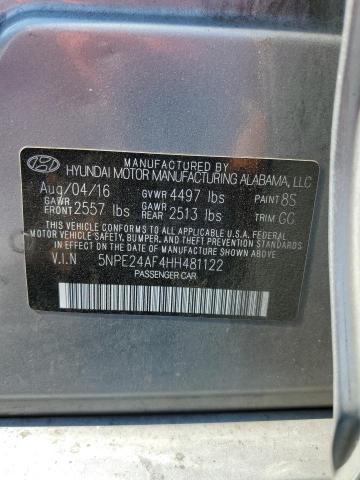 MANUFACTURED BY
HYUNDAI MOTOR MANUFACTURING ALABAMA, LLC
Aug/04/16 GVWR 4497 lbs PAINT 8S
GAWR FRONT 2557 lbs GAWR REAR 2513 lbs TRIM GG
THIS VEHICLE CONFORMS TO ALL APPLICABLE U.S.A. FEDERAL
MOTOR VEHICLE SAFETY, BUMPER, AND THEFT PREVENTION STANDARDS
IN EFFECT ON THE DATE OF MANUFACTURE SHOWN ABOVE.
V.I.N 5NPE24AF4HH481122
PASSENGER CAR